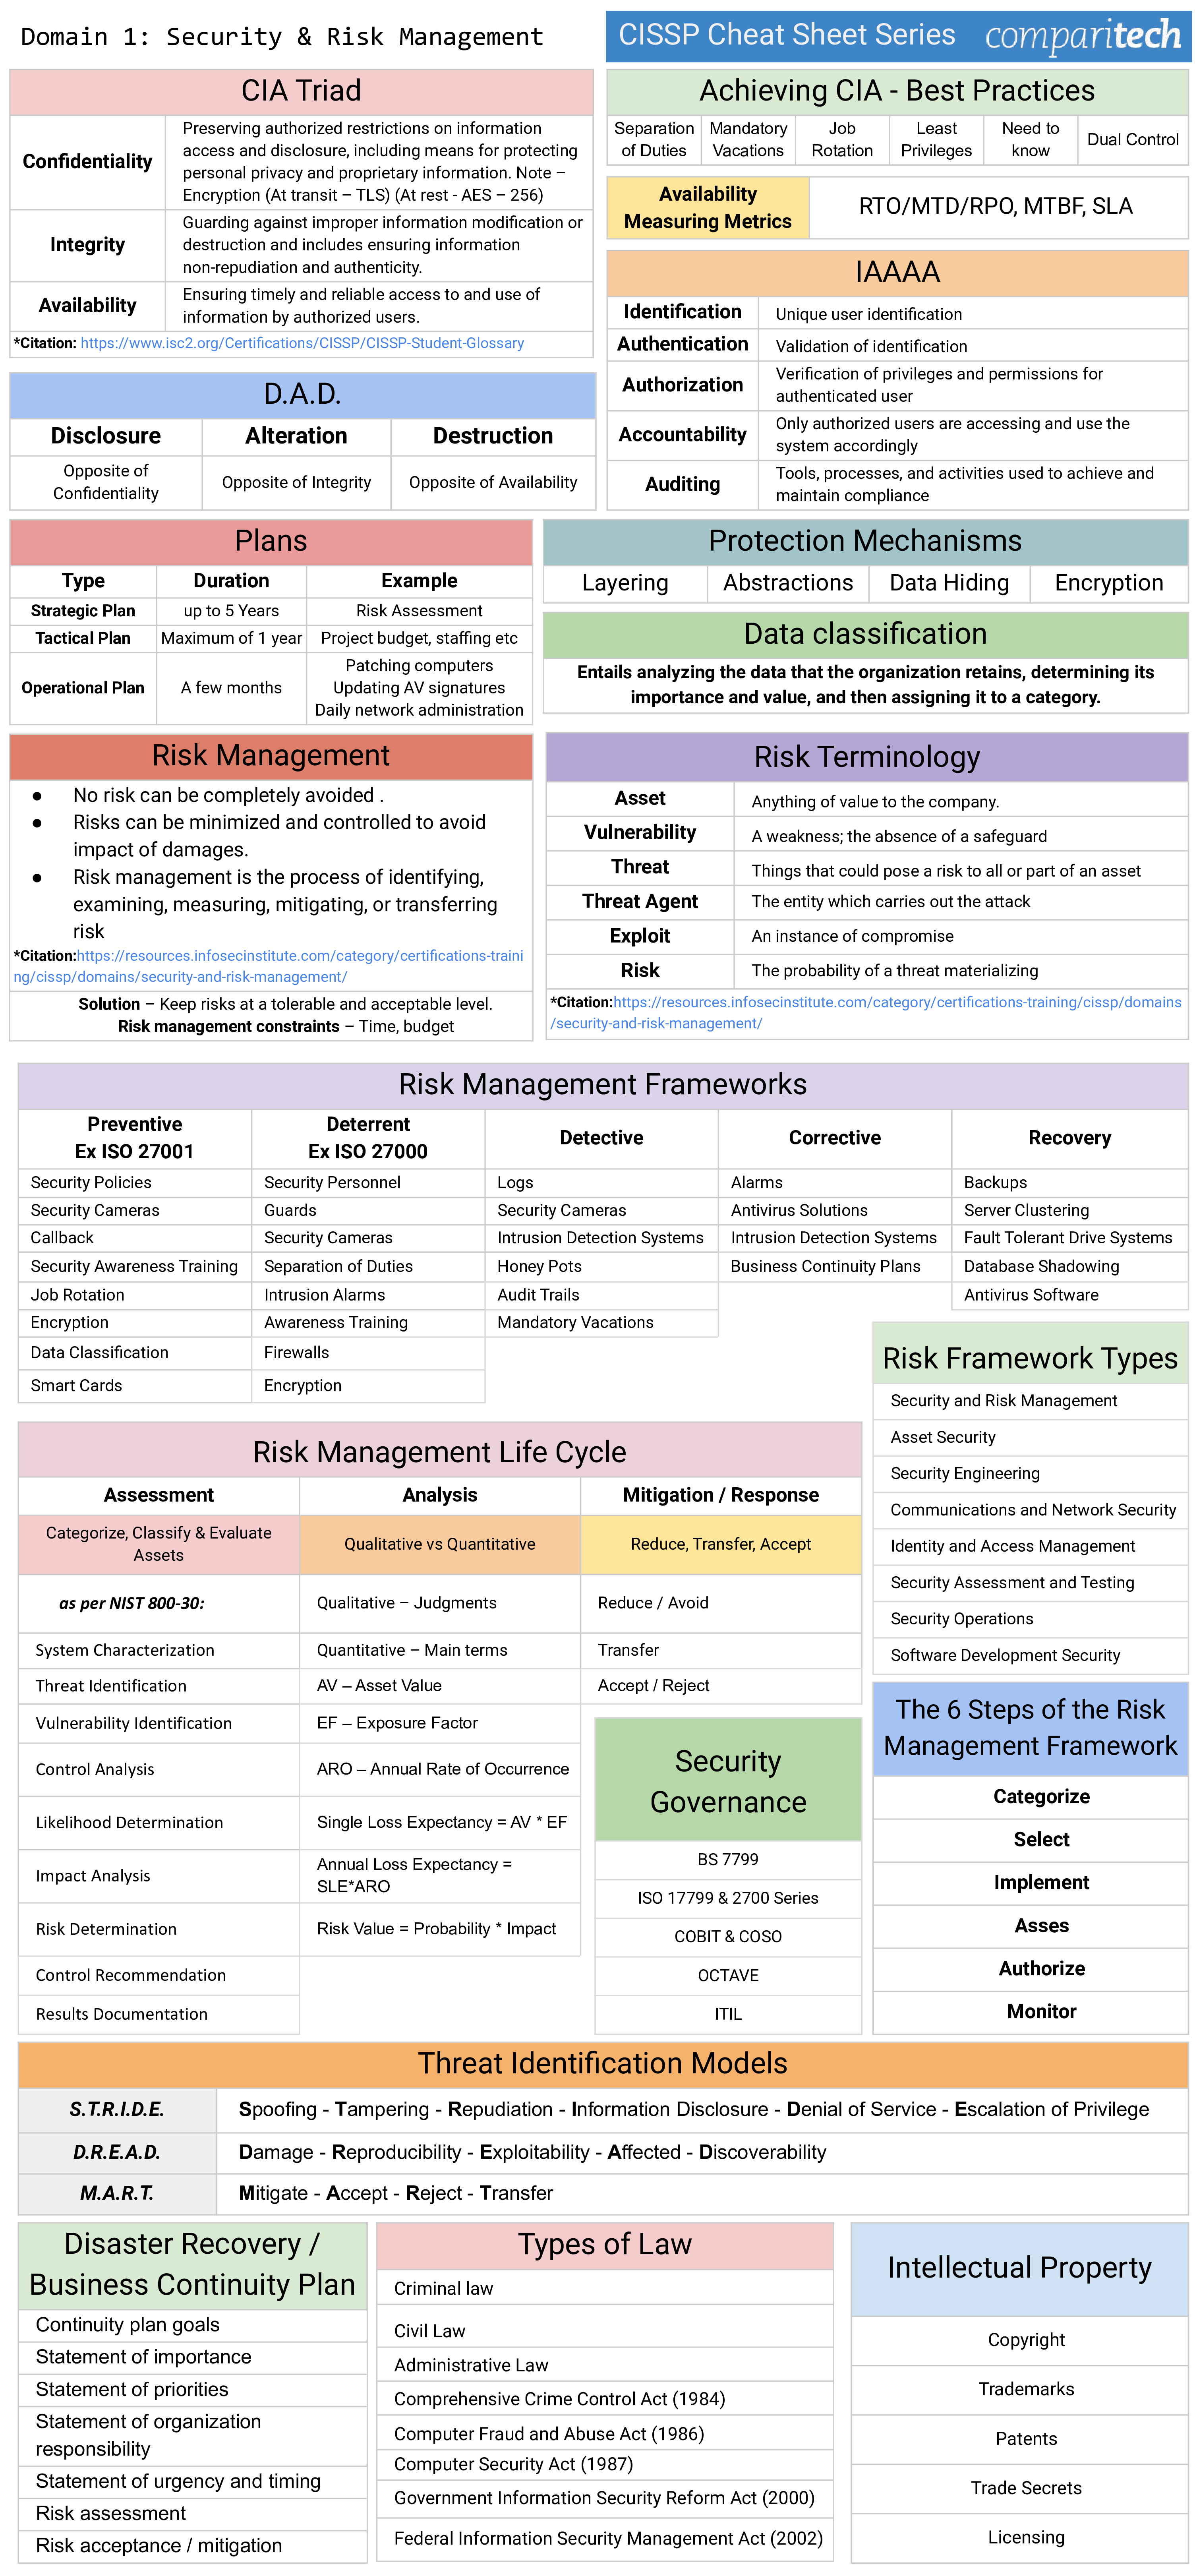 Domain 1: Security & Risk Management
CISSP Cheat Sheet Series comparitech
CIA Triad
Confidentiality
Preserving authorized restrictions on information
access and disclosure, including means for protecting
personal privacy and proprietary information. Note –
Encryption (At transit – TLS) (At rest - AES – 256)
Integrity
Guarding against improper information modification or
destruction and includes ensuring information
non-repudiation and authenticity.
Availability
Ensuring timely and reliable access to and use of
information by authorized users.
*Citation: https://www.isc2.org/Certifications/CISSP/CISSP-Student-Glossary
D.A.D.
Disclosure Alteration Destruction
Opposite of
Confidentiality
Opposite of Integrity
Opposite of Availability
Achieving CIA - Best Practices
Separation
of Duties
Mandatory
Vacations
Job
Rotation
Least
Privileges
Need to
know
Dual Control
Availability
Measuring Metrics
RTO/MTD/RPO, MTBF, SLA
IAAAA
Identification Unique user identification
Authentication Validation of identification
Authorization
Verification of privileges and permissions for
authenticated user
Accountability
Only authorized users are accessing and use the
system accordingly
Auditing
Tools, processes, and activities used to achieve and
maintain compliance
Plans
Type Duration Example
Strategic Plan up to 5 Years Risk Assessment
Tactical Plan Maximum of 1 year Project budget, staffing etc
Operational Plan A few months
Patching computers
Updating AV signatures
Daily network administration
Protection Mechanisms
Layering Abstractions Data Hiding Encryption
Data classification
Entails analyzing the data that the organization retains, determining its
importance and value, and then assigning it to a category.
Risk Management
● No risk can be completely avoided .
● Risks can be minimized and controlled to avoid
impact of damages.
● Risk management is the process of identifying,
examining, measuring, mitigating, or transferring
risk
*Citation:https://resources.infosecinstitute.com/category/certifications-traini
ng/cissp/domains/security-and-risk-management/
Solution – Keep risks at a tolerable and acceptable level.
Risk management constraints – Time, budget
Risk Terminology
Asset Anything of value to the company.
Vulnerability A weakness; the absence of a safeguard
Threat Things that could pose a risk to all or part of an asset
Threat Agent The entity which carries out the attack
Exploit An instance of compromise
Risk The probability of a threat materializing
*Citation:https://resources.infosecinstitute.com/category/certifications-training/cissp/domains
/security-and-risk-management/
Risk Management Frameworks
Preventive
Ex ISO 27001
Deterrent
Ex ISO 27000
Detective Corrective Recovery
Security Policies Security Personnel Logs Alarms Backups
Security Cameras Guards Security Cameras Antivirus Solutions Server Clustering
Callback Security Cameras Intrusion Detection Systems Intrusion Detection Systems Fault Tolerant Drive Systems
Security Awareness Training Separation of Duties Honey Pots Business Continuity Plans Database Shadowing
Job Rotation Intrusion Alarms Audit Trails Antivirus Software
Encryption Awareness Training Mandatory Vacations
Data Classification Firewalls
Smart Cards Encryption
Risk Framework Types
Security and Risk Management
Asset Security
Security Engineering
Communications and Network Security
Identity and Access Management
Security Assessment and Testing
Security Operations
Software Development Security
Risk Management Life Cycle
Assessment Analysis Mitigation / Response
Categorize, Classify & Evaluate
Assets
Qualitative vs Quantitative
Reduce, Transfer, Accept
as per NIST 800-30: Qualitative – Judgments Reduce / Avoid
System Characterization Quantitative – Main terms Transfer
Threat Identification AV – Asset Value Accept / Reject
Vulnerability Identification EF – Exposure Factor
Control Analysis ARO – Annual Rate of Occurrence
Likelihood Determination Single Loss Expectancy = AV * EF
Impact Analysis
Annual Loss Expectancy =
SLE*ARO
Risk Determination Risk Value = Probability * Impact
Control Recommendation
Results Documentation
Security
Governance
BS 7799
ISO 17799 & 2700 Series
COBIT & COSO
OCTAVE
ITIL
The 6 Steps of the Risk
Management Framework
Categorize
Select
Implement
Asses
Authorize
Monitor
Threat Identification Models
S.T.R.I.D.E. Spoofing - Tampering - Repudiation - Information Disclosure - Denial of Service - Escalation of Privilege
D.R.E.A.D. Damage - Reproducibility - Exploitability - Affected - Discoverability
M.A.R.T. Mitigate - Accept - Reject - Transfer
Disaster Recovery /
Business Continuity Plan
Continuity plan goals
Statement of importance
Statement of priorities
Statement of organization
responsibility
Statement of urgency and timing
Risk assessment
Risk acceptance / mitigation
Types of Law
Criminal law
Civil Law
Administrative Law
Comprehensive Crime Control Act (1984)
Computer Fraud and Abuse Act (1986)
Computer Security Act (1987)
Government Information Security Reform Act (2000)
Federal Information Security Management Act (2002)
Intellectual Property
Copyright
Trademarks
Patents
Trade Secrets
Licensing